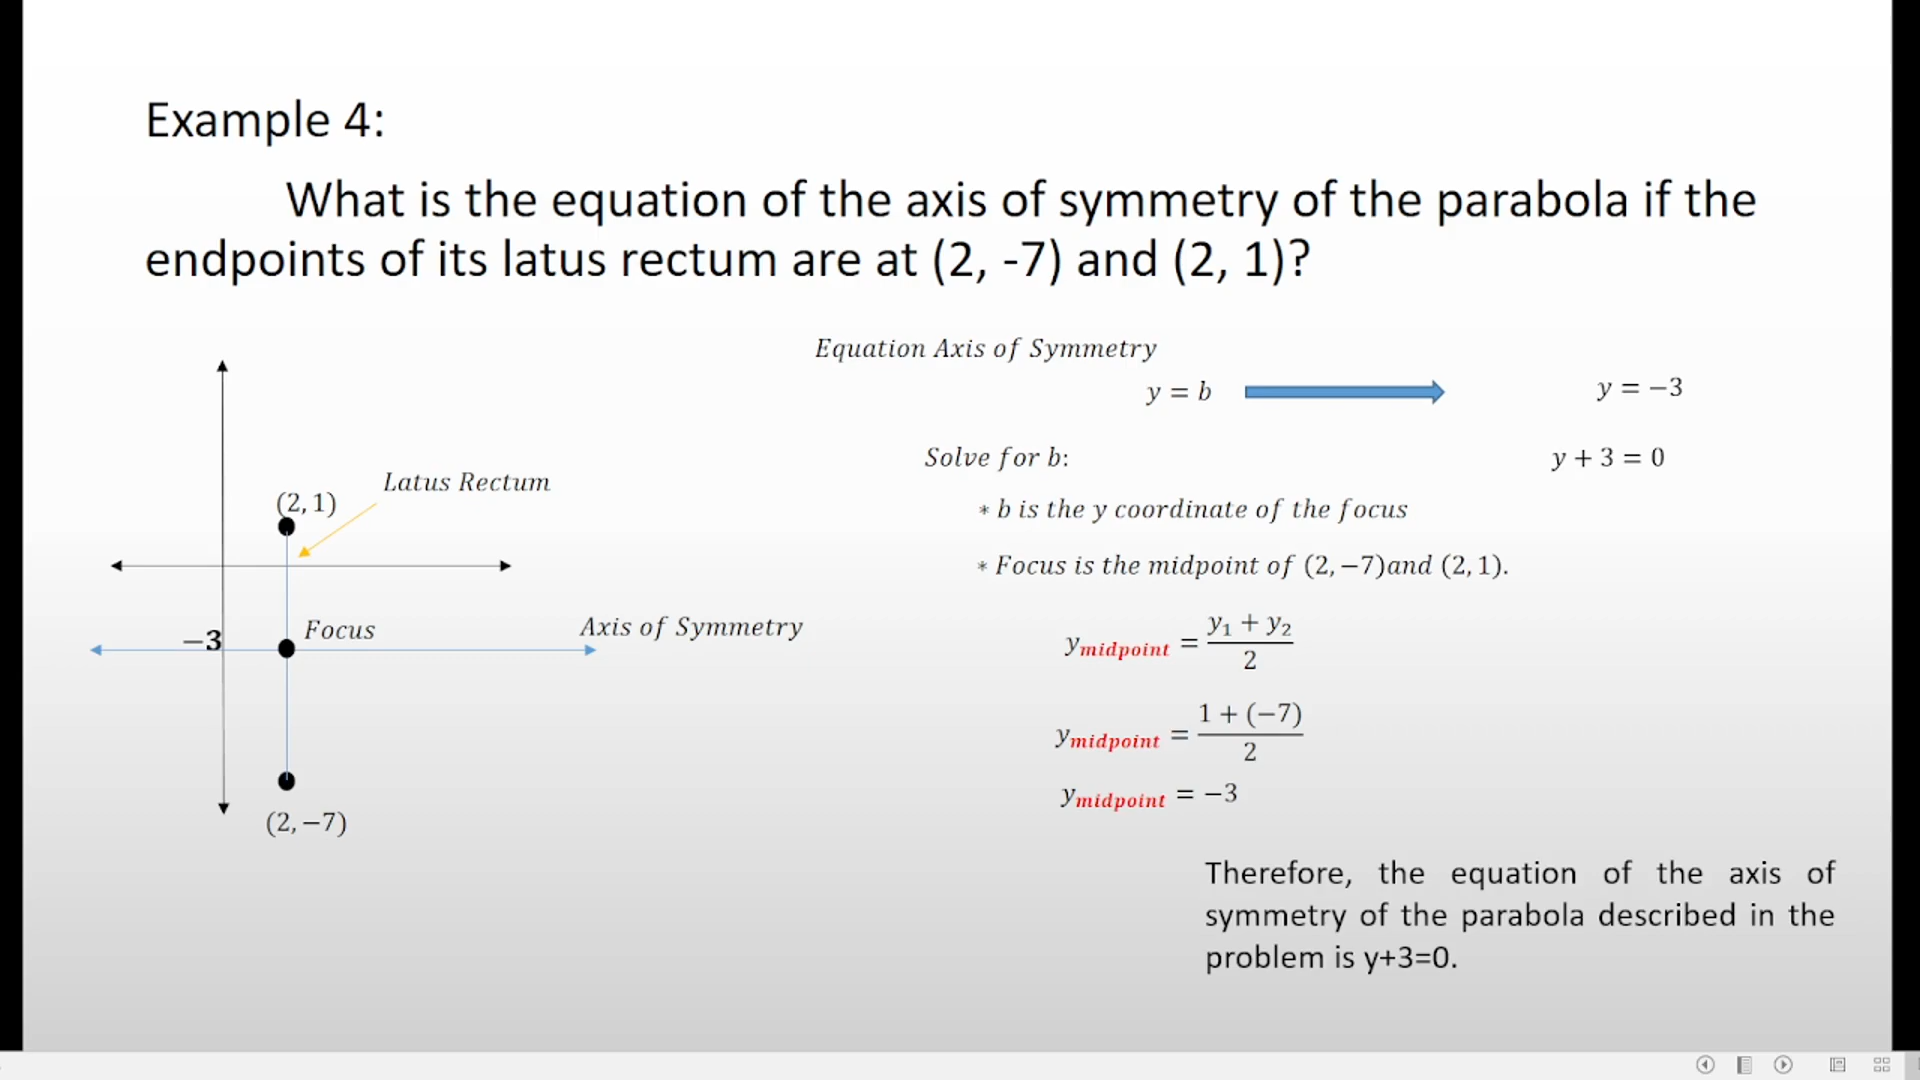 Example 4:
What is the equation of the axis of symmetry of the parabola if the
endpoints of its latus rectum are at (2, -7) and (2, 1)?
Equation Axis of Symmetry
y = b
y = −3
Solve for b:
y + 3 = 0
∗ b is the y coordinate of the focus
∗ Focus is the midpoint of (2, −7)and (2, 1).
y_midpoint = (y₁ + y₂)/2
y_midpoint = (1 + (−7))/2
y_midpoint = −3
Therefore, the equation of the axis of
symmetry of the parabola described in the
problem is y+3=0.
Latus Rectum
(2, 1)
−3
Focus
Axis of Symmetry
(2, −7)